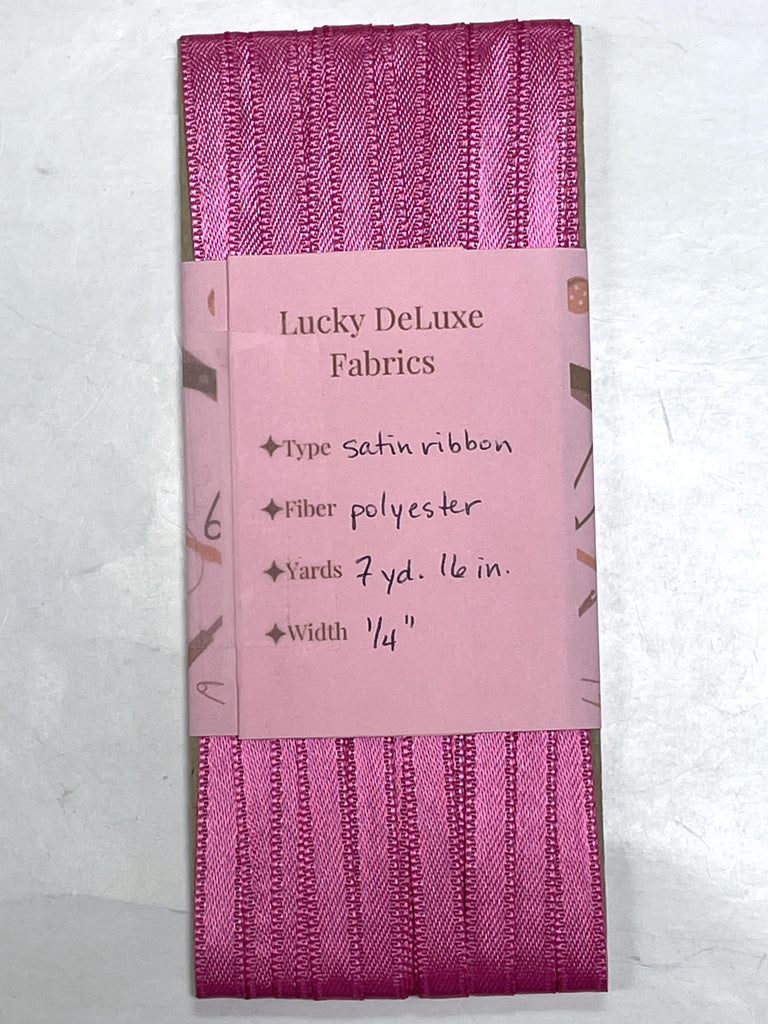 Lucky DeLuxe
Fabrics
Type satin ribbon
Fiber polyester
Yards 7 yd. 16 in.
Width 1/4"